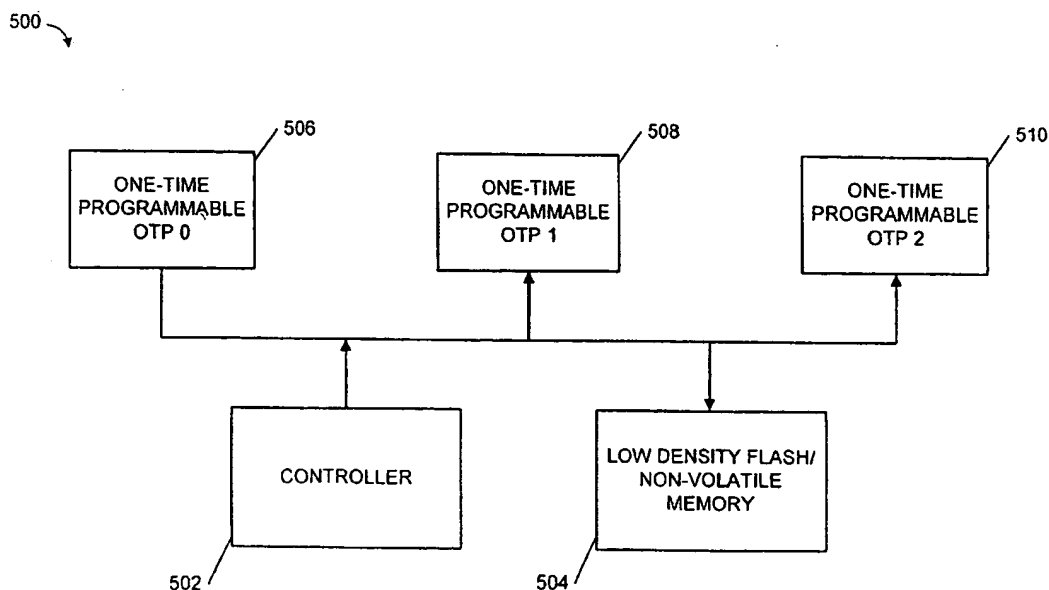 500
506
508
510
ONE-TIME
PROGRAMMABLE
OTP 0
ONE-TIME
PROGRAMMABLE
OTP 1
ONE-TIME
PROGRAMMABLE
OTP 2
CONTROLLER
LOW DENSITY FLASH/
NON-VOLATILE
MEMORY
502
504